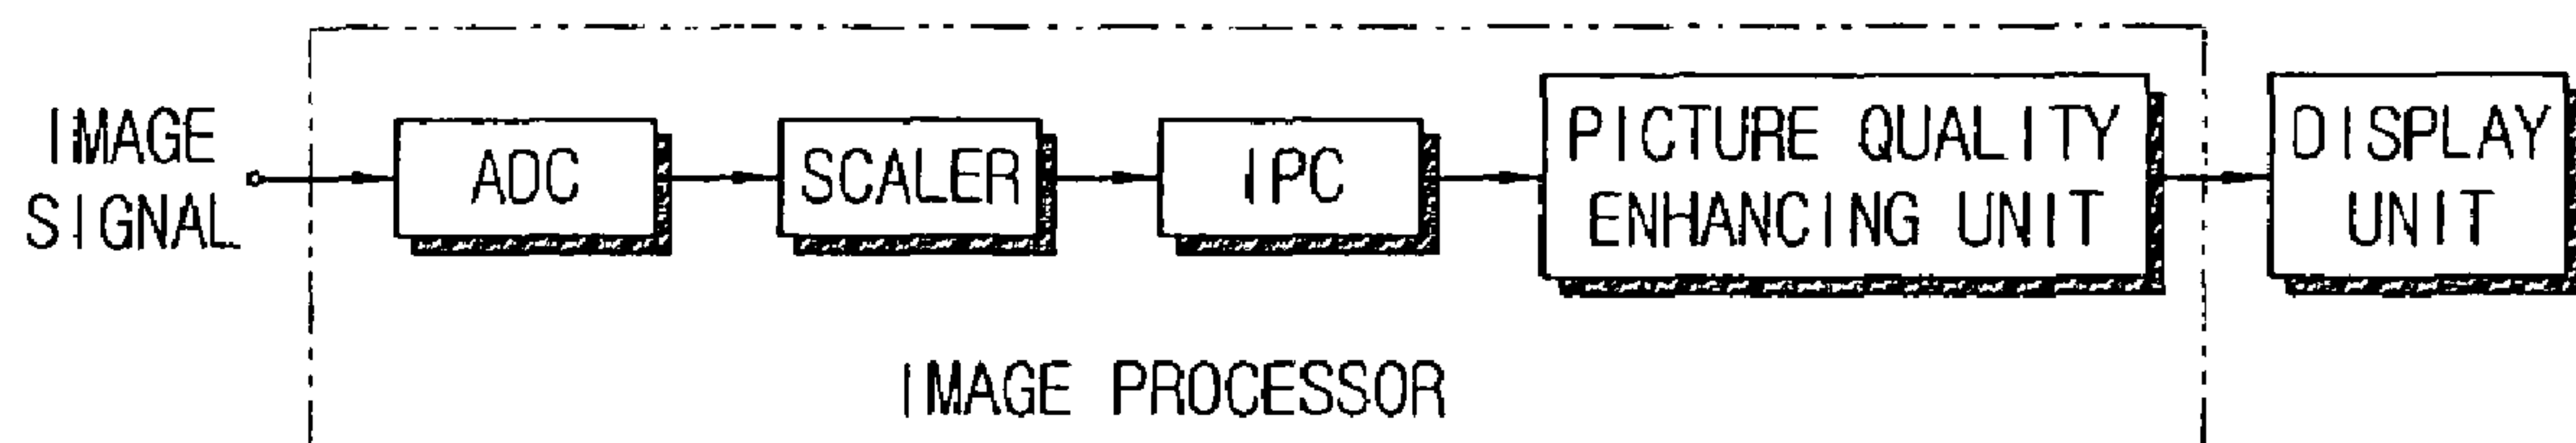 IMAGE
SIGNAL
ADC
SCALER
IPC
PICTURE QUALITY
ENHANCING UNIT
DISPLAY
UNIT
IMAGE PROCESSOR